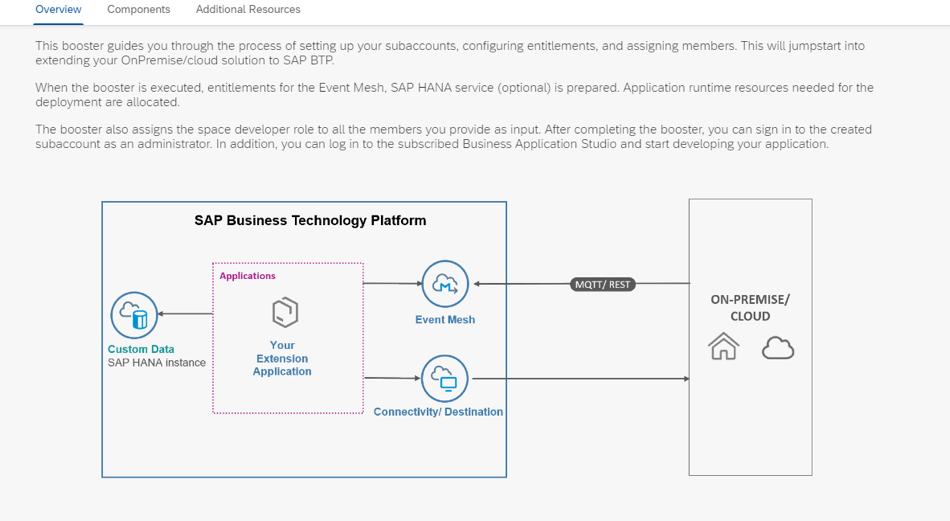 Overview Components Additional Resources
This booster guides you through the process of setting up your subaccounts, configuring entitlements, and assigning members. This will jumpstart into
extending your OnPremise/cloud solution to SAP BTP.
When the booster is executed, entitlements for the Event Mesh, SAP HANA service (optional) is prepared. Application runtime resources needed for the
deployment are allocated.
The booster also assigns the space developer role to all the members you provide as input. After completing the booster, you can sign in to the created
subaccount as an administrator. In addition, you can log in to the subscribed Business Application Studio and start developing your application.
SAP Business Technology Platform
Applications
Your
Extension
Application
Custom Data
SAP HANA instance
Event Mesh
Connectivity/ Destination
MQTT/ REST
ON-PREMISE/
CLOUD